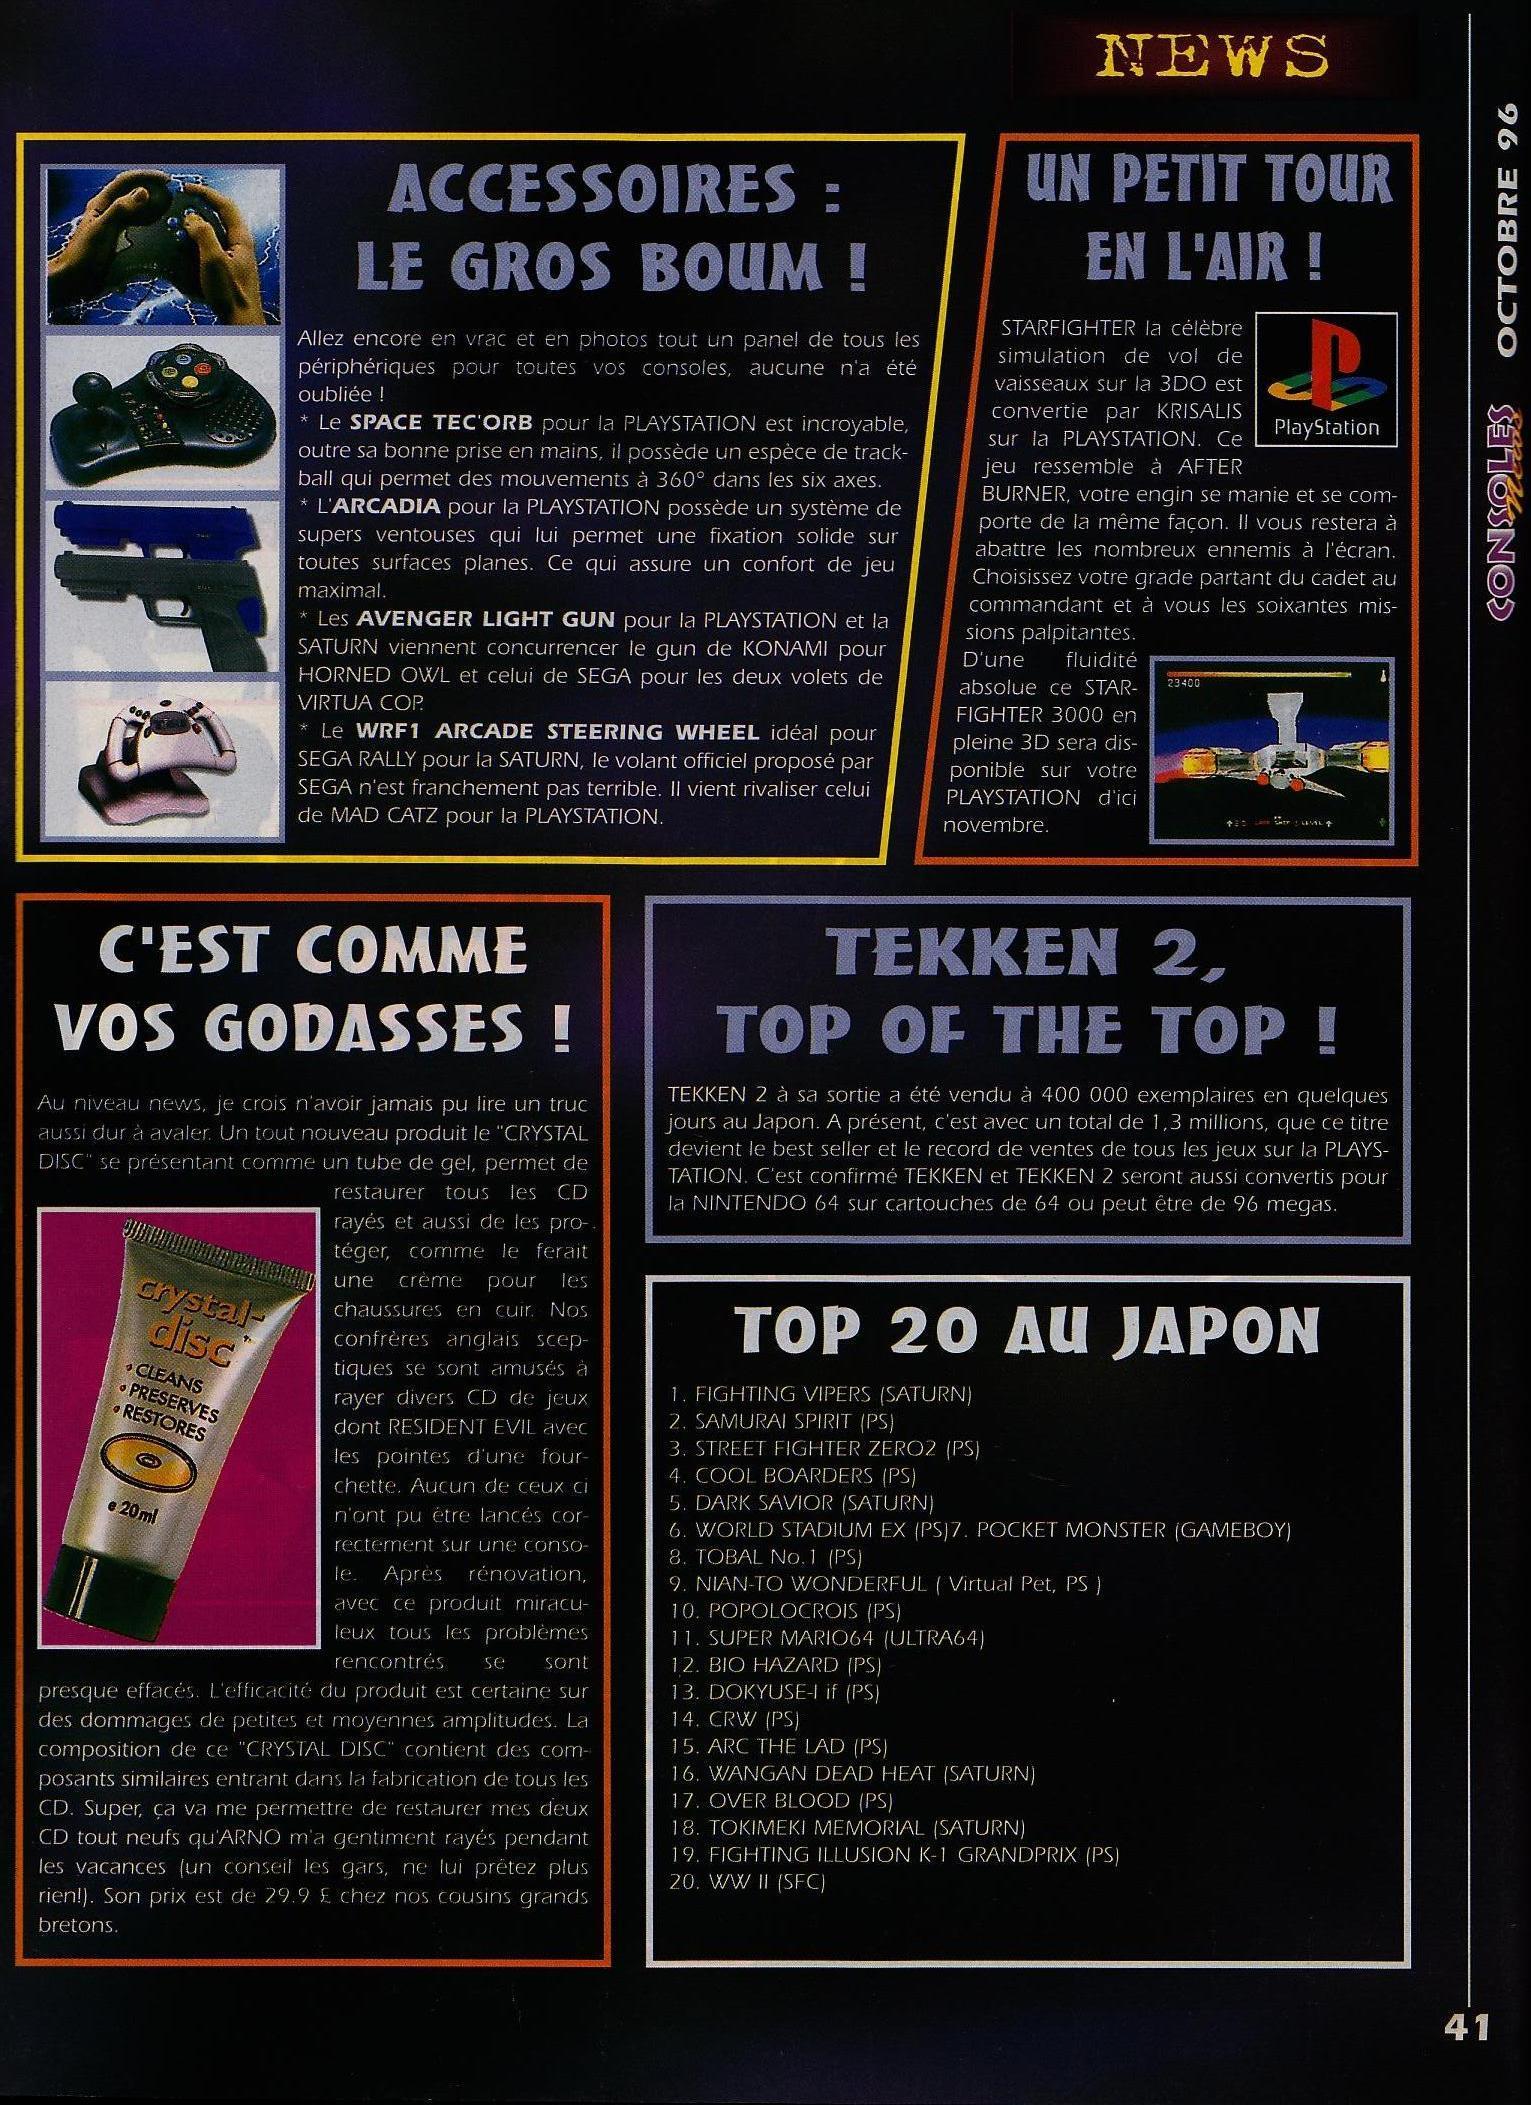 NEWS
ACCESSOIRES :
LE GROS BOUM !
Allez encore en vrac et en photos tout un panel de tous les
périphériques pour toutes vos consoles, aucune n'a été
oubliée !
* Le SPACE TEC'ORB pour la PLAYSTATION est incroyable,
outre sa bonne prise en mains, il possède un espèce de track-
ball qui permet des mouvements à 360° dans les six axes.
* L'ARCADIA pour la PLAYSTATION possède un système de
supers ventouses qui lui permet une fixation solide sur
toutes surfaces planes. Ce qui assure un confort de jeu
maximal.
* Les AVENGER LIGHT GUN pour la PLAYSTATION et la
SATURN viennent concurrencer le gun de KONAMI pour
HORNED OWL et celui de SEGA pour les deux volets de
VIRTUA COP.
* Le WRF1 ARCADE STEERING WHEEL idéal pour
SEGA RALLY pour la SATURN, le volant officiel proposé par
SEGA n'est franchement pas terrible. Il vient rivaliser celui
de MAD CATZ pour la PLAYSTATION.
UN PETIT TOUR
EN L'AIR !
STARFIGHTER la célèbre
simulation de vol de
vaisseaux sur la 3DO est
convertie par KRISALIS
sur la PLAYSTATION. Ce
jeu ressemble à AFTER
BURNER, votre engin se manie et se com-
porte de la même façon. Il vous restera à
abattre les nombreux ennemis à l'écran.
Choisissez votre grade partant du cadet au
commandant et à vous les soixantes mis-
sions palpitantes.
D'une fluidité
absolue ce STAR-
FIGHTER 3000 en
pleine 3D sera dis-
ponible sur votre
PLAYSTATION d'ici
novembre.
PlayStation
23400
C'EST COMME
VOS GODASSES !
Au niveau news, je crois n'avoir jamais pu lire un truc
aussi dur à avaler. Un tout nouveau produit le "CRYSTAL
DISC" se présentant comme un tube de gel, permet de
restaurer tous les CD
rayés et aussi de les pro-
téger, comme le ferait
une crème pour les
chaussures en cuir. Nos
confrères anglais scep-
tiques se sont amusés à
rayer divers CD de jeux
dont RESIDENT EVIL avec
les pointes d'une four-
chette. Aucun de ceux ci
n'ont pu être lancés cor-
rectement sur une conso-
le. Après rénovation,
avec ce produit miracu-
leux tous les problèmes
rencontrés se sont
presque effacés. L'efficacité du produit est certaine sur
des dommages de petites et moyennes amplitudes. La
composition de ce "CRYSTAL DISC" contient des com-
posants similaires entrant dans la fabrication de tous les
CD. Super, ça va me permettre de restaurer mes deux
CD tout neufs qu'ARNO m'a gentiment rayés pendant
les vacances (un conseil les gars, ne lui prêtez plus
rien!). Son prix est de 29.9 £ chez nos cousins grands
bretons.
crystal-
disc™
• CLEANS
• PRESERVES
• RESTORES
e 20ml
TEKKEN 2,
TOP OF THE TOP !
TEKKEN 2 à sa sortie a été vendu à 400 000 exemplaires en quelques
jours au Japon. A présent, c'est avec un total de 1,3 millions, que ce titre
devient le best seller et le record de ventes de tous les jeux sur la PLAYS-
TATION. C'est confirmé TEKKEN et TEKKEN 2 seront aussi convertis pour
la NINTENDO 64 sur cartouches de 64 ou peut être de 96 megas.
TOP 20 AU JAPON
1. FIGHTING VIPERS (SATURN)
2. SAMURAI SPIRIT (PS)
3. STREET FIGHTER ZERO2 (PS)
4. COOL BOARDERS (PS)
5. DARK SAVIOR (SATURN)
6. WORLD STADIUM EX (PS)7. POCKET MONSTER (GAMEBOY)
8. TOBAL No.1 (PS)
9. NIAN-TO WONDERFUL ( Virtual Pet, PS )
10. POPOLOCROIS (PS)
11. SUPER MARIO64 (ULTRA64)
12. BIO HAZARD (PS)
13. DOKYUSE-I if (PS)
14. CRW (PS)
15. ARC THE LAD (PS)
16. WANGAN DEAD HEAT (SATURN)
17. OVER BLOOD (PS)
18. TOKIMEKI MEMORIAL (SATURN)
19. FIGHTING ILLUSION K-1 GRANDPRIX (PS)
20. WW II (SFC)
CONSOLES News OCTOBRE 96
41